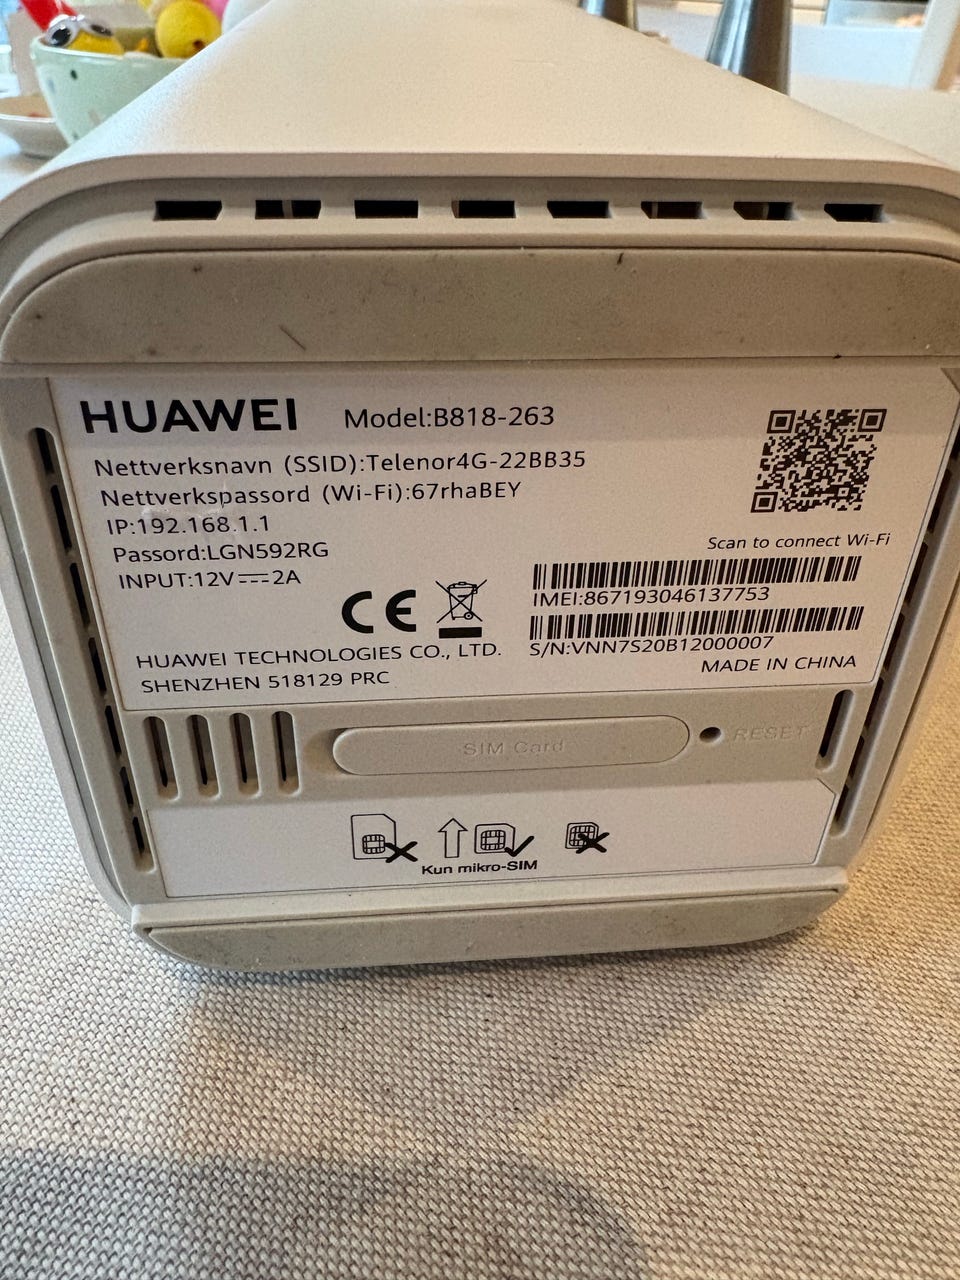 HUAWEI Model:B818-263
Nettverksnavn (SSID):Telenor4G-22BB35
Nettverkspassord (Wi-Fi):67rhaBEY
IP:192.168.1.1
Passord:LGN592RG
INPUT:12V⎓2A
Scan to connect Wi-Fi
IMEI:867193046137753
S/N:VNN7S20B12000007
MADE IN CHINA
CE
HUAWEI TECHNOLOGIES CO., LTD.
SHENZHEN 518129 PRC
SIM Card
RESET
Kun mikro-SIM